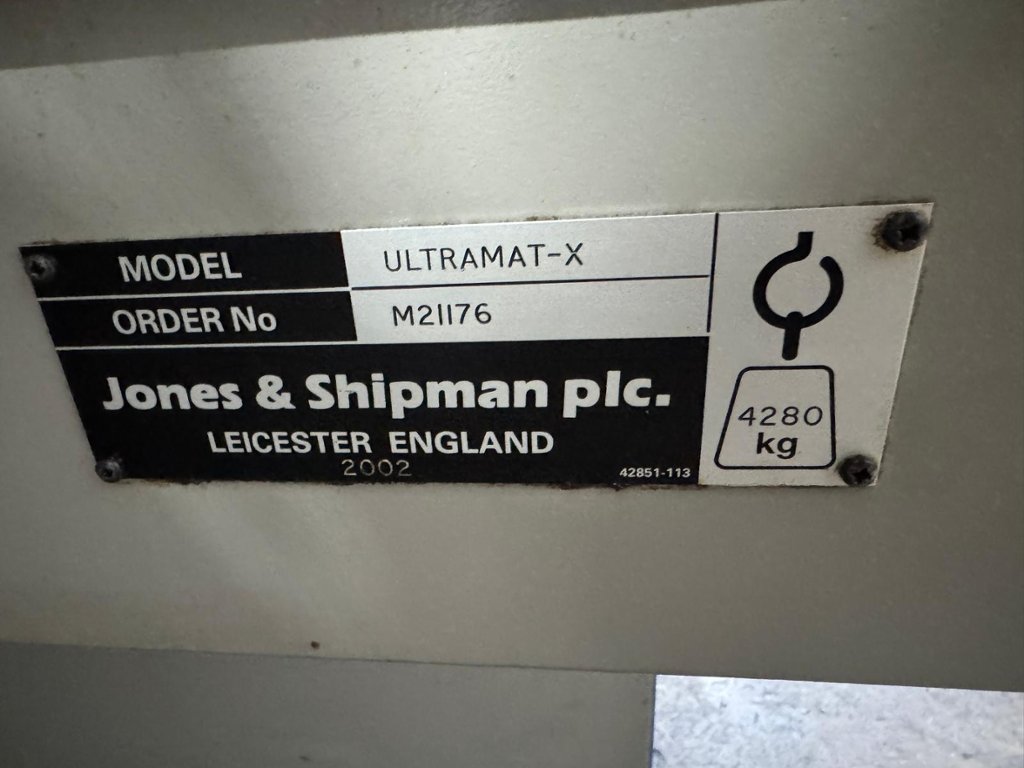 MODEL ULTRAMAT-X
ORDER No M21176
Jones & Shipman plc.
LEICESTER ENGLAND
2002
42851-113
4280
kg